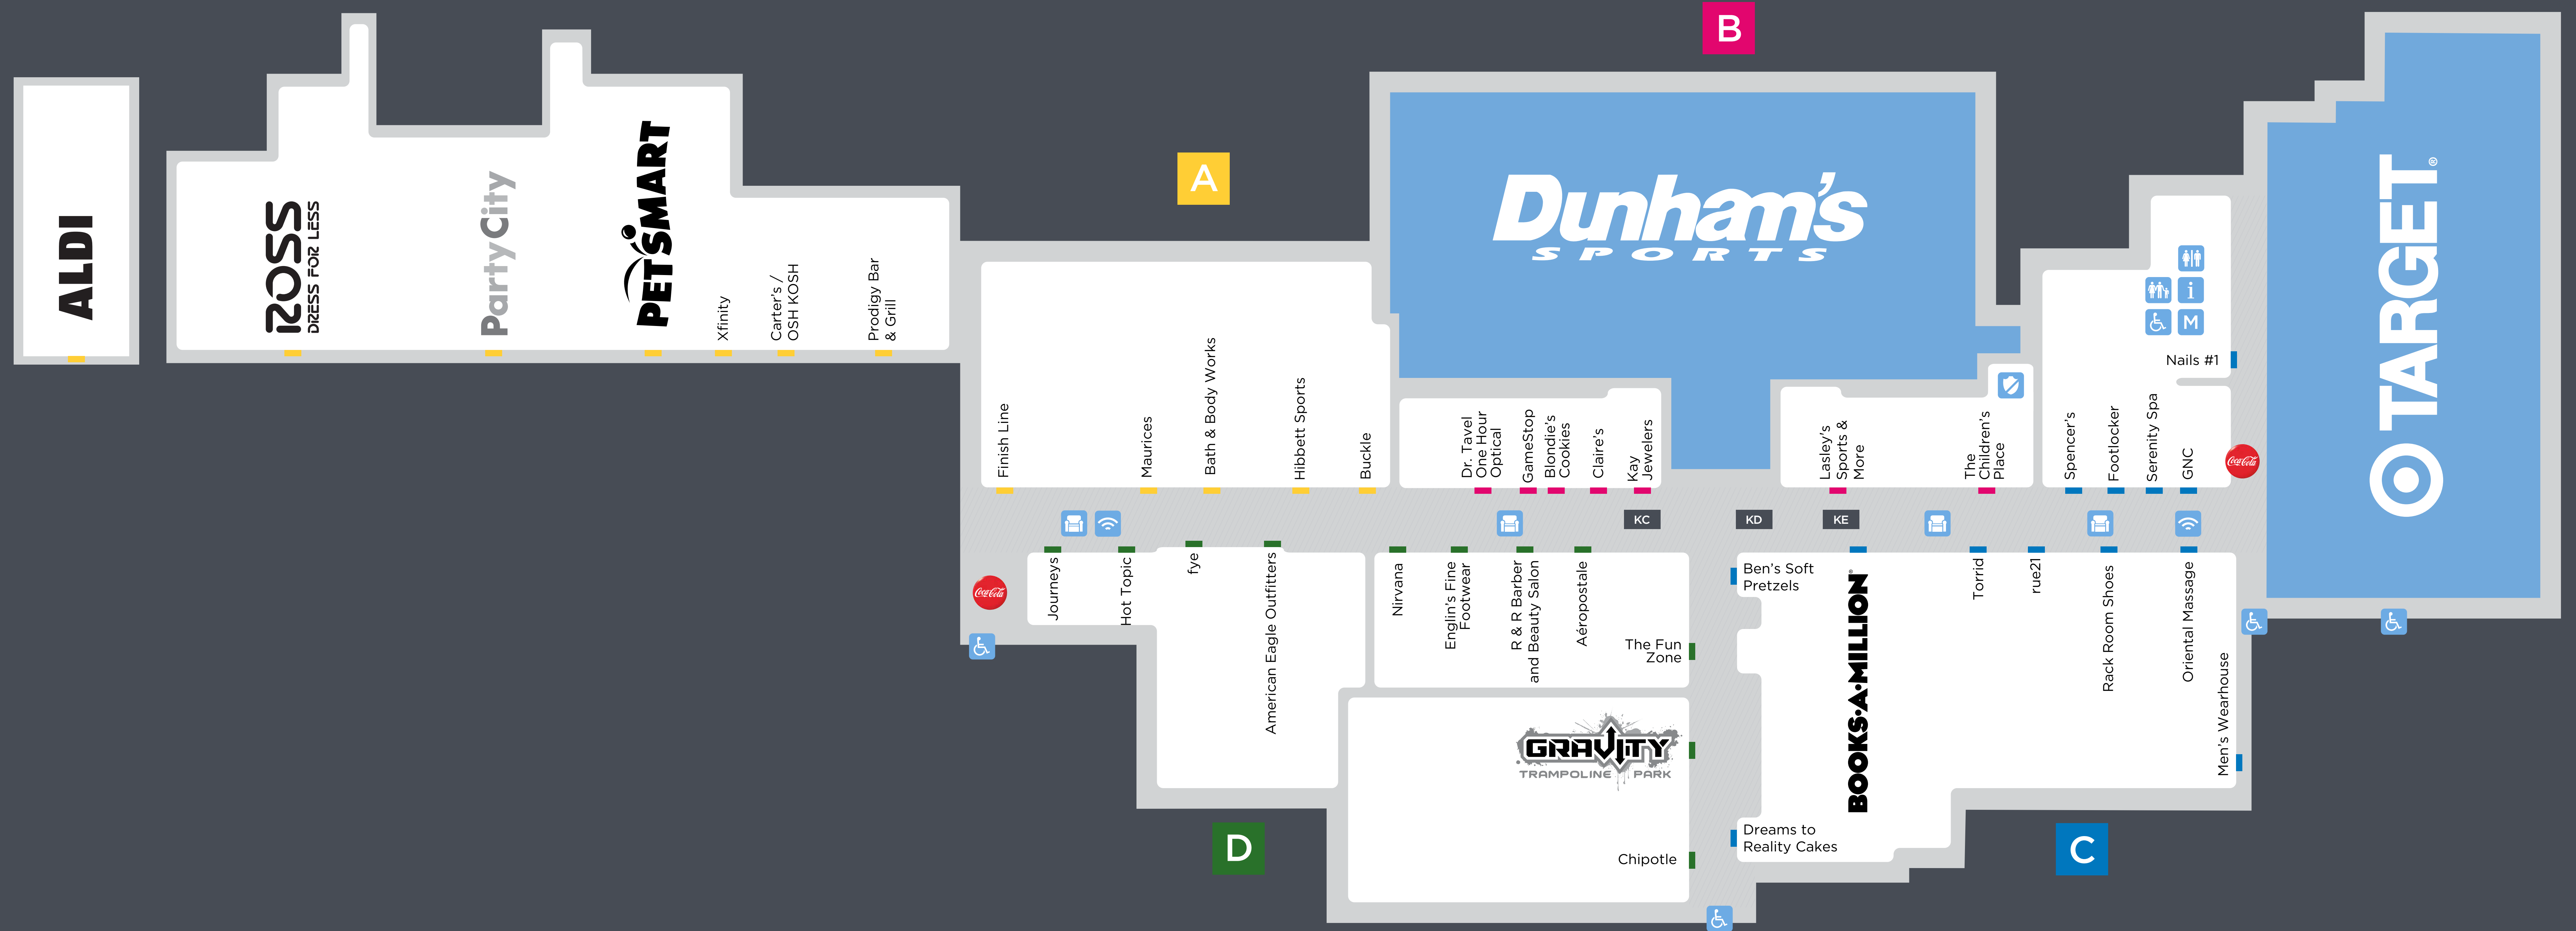 B
A
ALDI
ROSS
DRESS FOR LESS
PartyCity
PETSMART
Xfinity
Carter's /
OSH KOSH
Prodigy Bar
& Grill
Dunham's
SPORTS
TARGET®
i
M
Nails #1
Finish Line
Maurices
Bath & Body Works
Hibbett Sports
Buckle
Dr. Tavel
One Hour
Optical
GameStop
Blondie's
Cookies
Claire's
Kay
Jewelers
Lasley's
Sports &
More
The
Children's
Place
Spencer's
Footlocker
Serenity Spa
GNC
Coca-Cola
KC
KD
KE
Coca-Cola
Journeys
Hot Topic
fye
American Eagle Outfitters
Nirvana
Englin's Fine
Footwear
R & R Barber
and Beauty Salon
Aéropostale
The Fun
Zone
Ben's Soft
Pretzels
BOOKS·A·MILLION®
Torrid
rue21
Rack Room Shoes
Oriental Massage
Men's Wearhouse
GRAVITY
TRAMPOLINE PARK
Chipotle
Dreams to
Reality Cakes
D
C